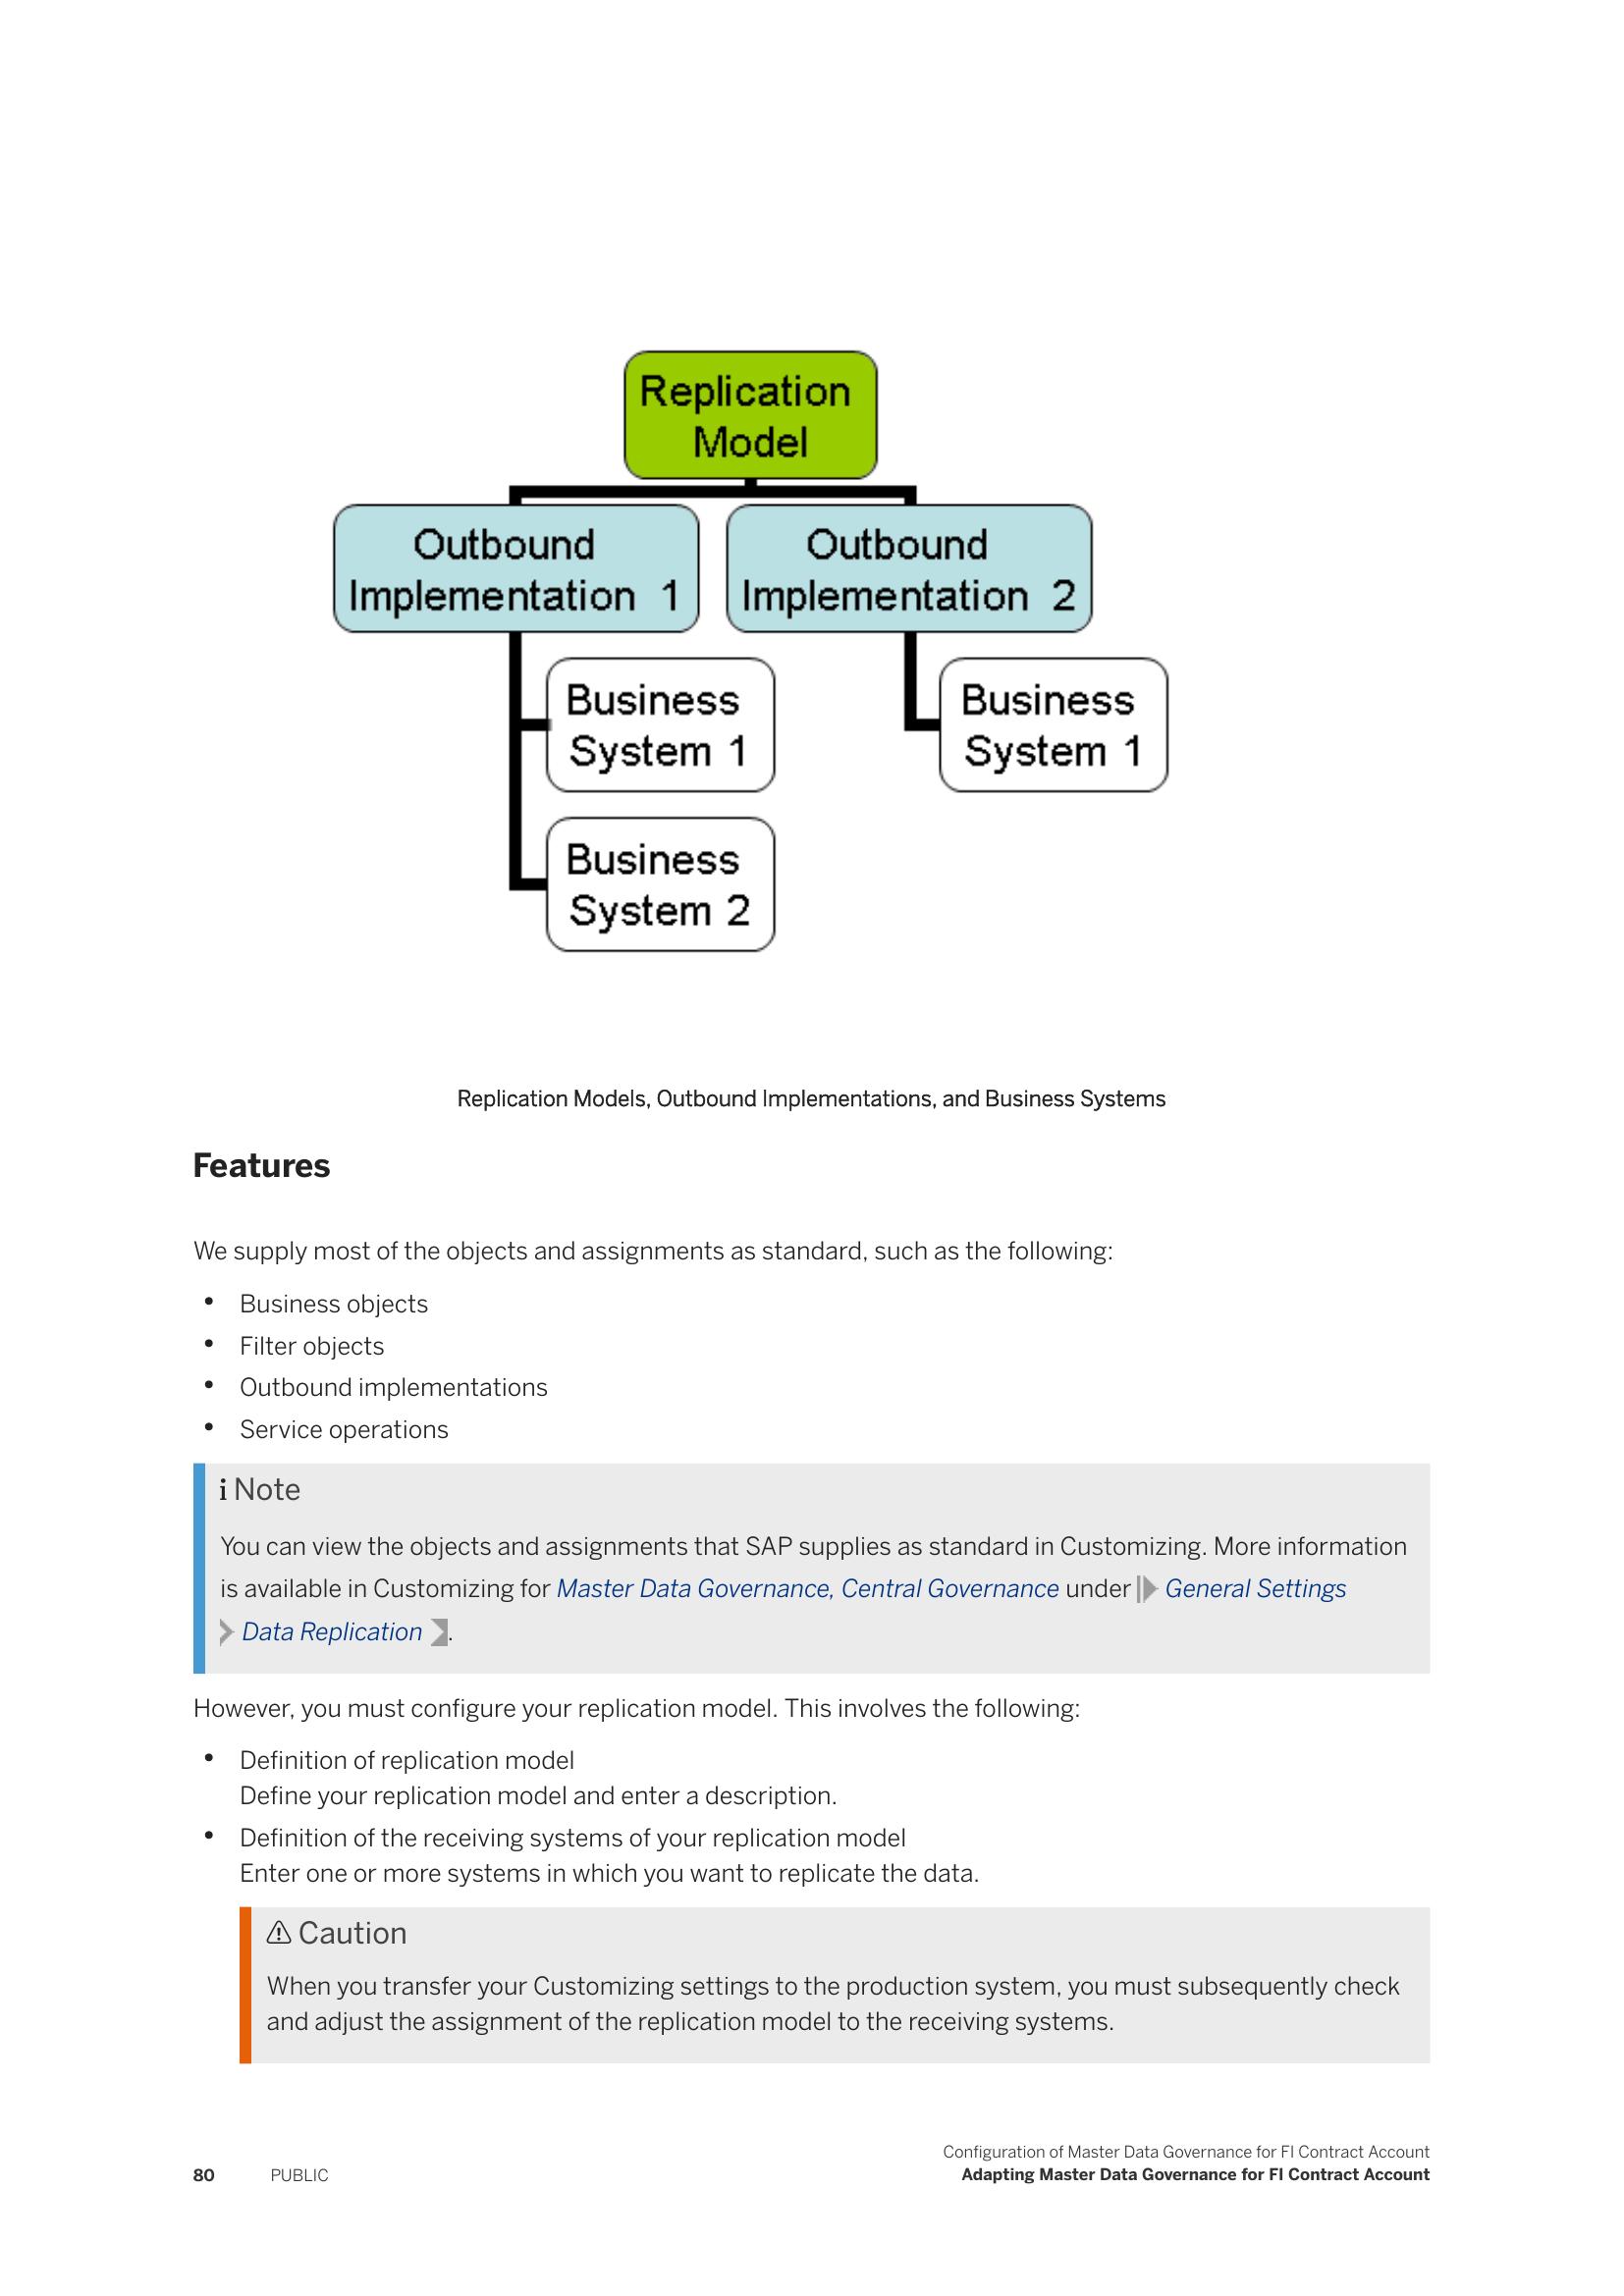 Replication
Model
Outbound
Implementation 1
Outbound
Implementation 2
Business
System 1
Business
System 1
Business
System 2
Replication Models, Outbound Implementations, and Business Systems
Features
We supply most of the objects and assignments as standard, such as the following:
• Business objects
• Filter objects
• Outbound implementations
• Service operations
i Note
You can view the objects and assignments that SAP supplies as standard in Customizing. More information
is available in Customizing for Master Data Governance, Central Governance under General Settings
Data Replication .
However, you must configure your replication model. This involves the following:
• Definition of replication model
Define your replication model and enter a description.
• Definition of the receiving systems of your replication model
Enter one or more systems in which you want to replicate the data.
⚠ Caution
When you transfer your Customizing settings to the production system, you must subsequently check
and adjust the assignment of the replication model to the receiving systems.
Configuration of Master Data Governance for FI Contract Account
80 PUBLIC Adapting Master Data Governance for FI Contract Account